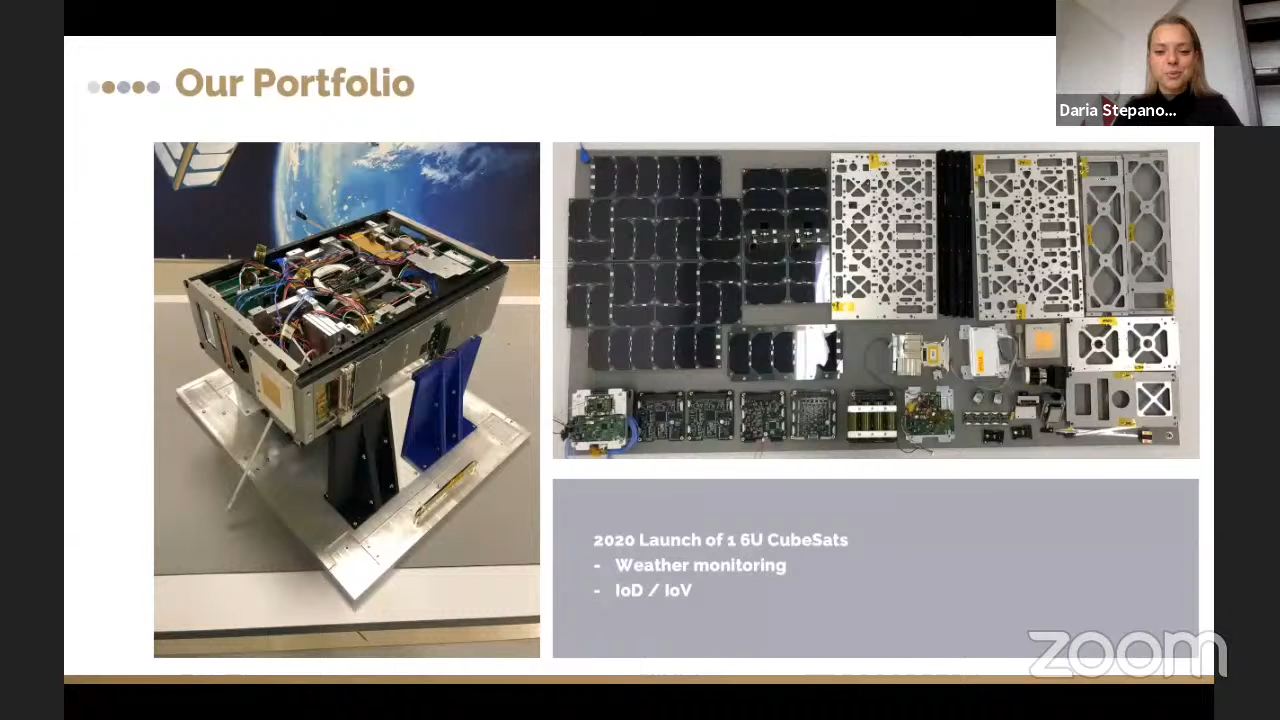 Our Portfolio
Daria Stepano...
2020 Launch of 1 6U CubeSats
- Weather monitoring
- IoD / IoV
zoom